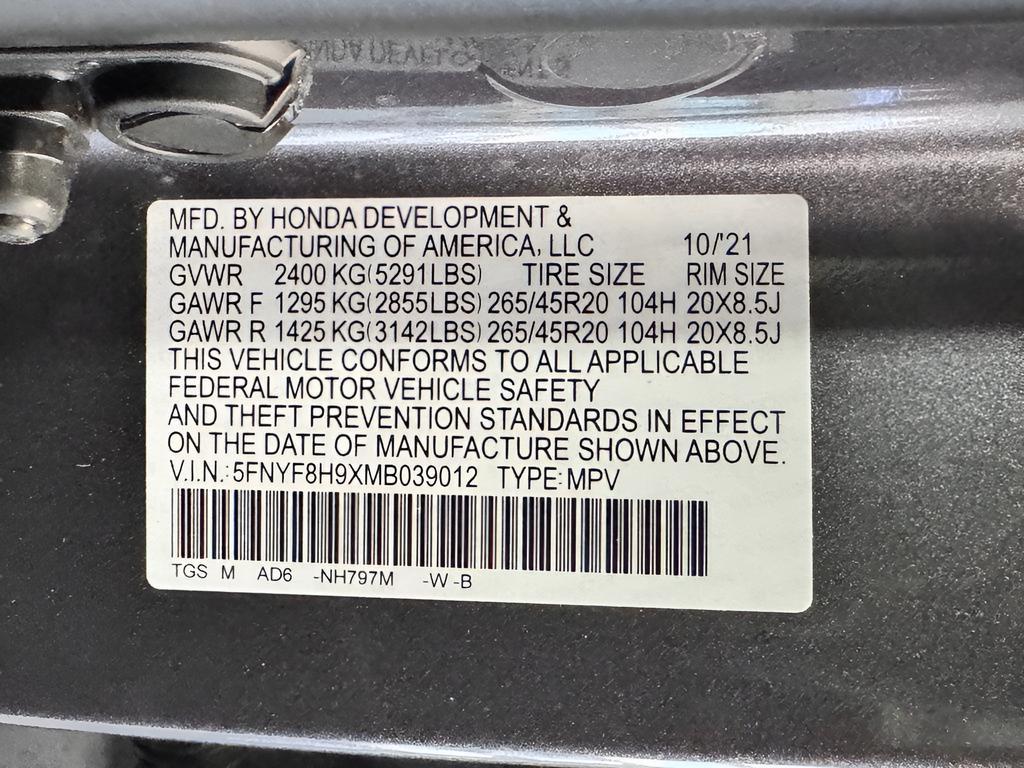 MFD. BY HONDA DEVELOPMENT &
MANUFACTURING OF AMERICA, LLC 10/'21
GVWR 2400 KG(5291LBS) TIRE SIZE RIM SIZE
GAWR F 1295 KG(2855LBS) 265/45R20 104H 20X8.5J
GAWR R 1425 KG(3142LBS) 265/45R20 104H 20X8.5J
THIS VEHICLE CONFORMS TO ALL APPLICABLE
FEDERAL MOTOR VEHICLE SAFETY
AND THEFT PREVENTION STANDARDS IN EFFECT
ON THE DATE OF MANUFACTURE SHOWN ABOVE.
V.I.N.:5FNYF8H9XMB039012 TYPE:MPV
TGS M AD6 -NH797M -W -B